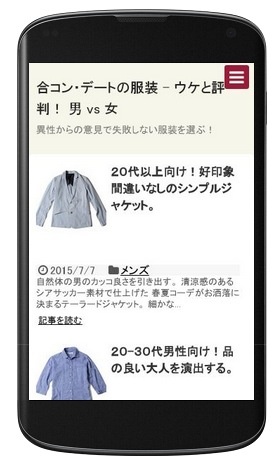 合コン・デートの服装 – ウケと評
判！ 男 vs 女
異性からの意見で失敗しない服装を選ぶ！
20代以上向け！好印象
間違いなしのシンプルジ
ャケット。
2015/7/7 メンズ
自然体の男のカッコ良さを引き出す。清涼感のある
シアサッカー素材で仕上げた 春夏コーデがお洒落に
決まるテーラードジャケット。 細かな...
記事を読む
20-30代男性向け！品
の良い大人を演出する。